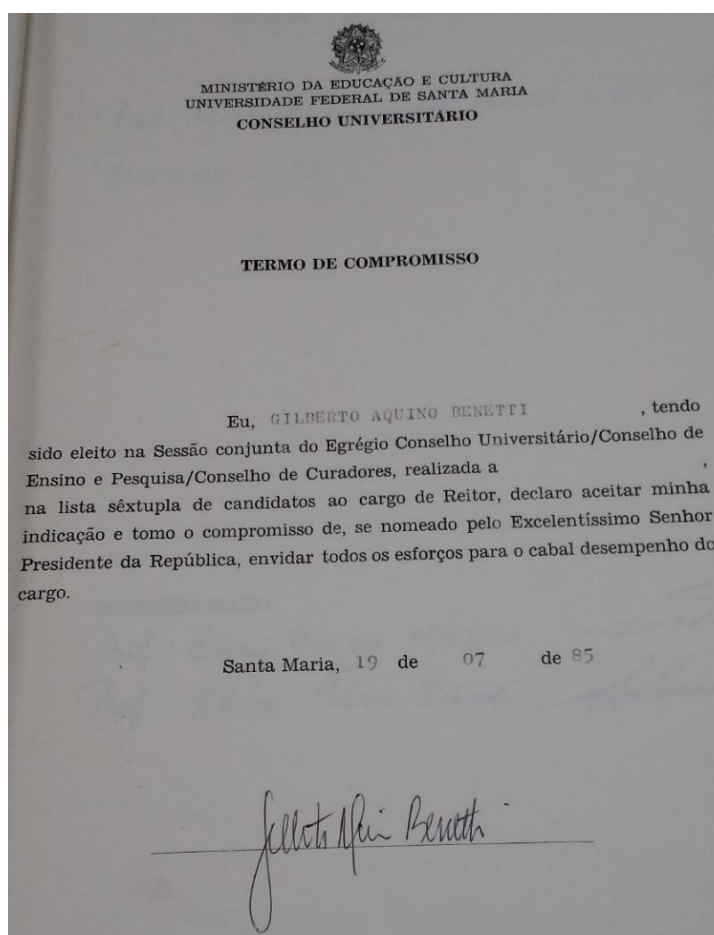 MINISTÉRIO DA EDUCAÇÃO E CULTURA
UNIVERSIDADE FEDERAL DE SANTA MARIA
CONSELHO UNIVERSITÁRIO
TERMO DE COMPROMISSO
Eu, GILBERTO AQUINO BENETTI , tendo
sido eleito na Sessão conjunta do Egrégio Conselho Universitário/Conselho de
Ensino e Pesquisa/Conselho de Curadores, realizada a ,
na lista sêxtupla de candidatos ao cargo de Reitor, declaro aceitar minha
indicação e tomo o compromisso de, se nomeado pelo Excelentíssimo Senhor
Presidente da República, envidar todos os esforços para o cabal desempenho do
cargo.
Santa Maria, 19 de 07 de 85
Benetti